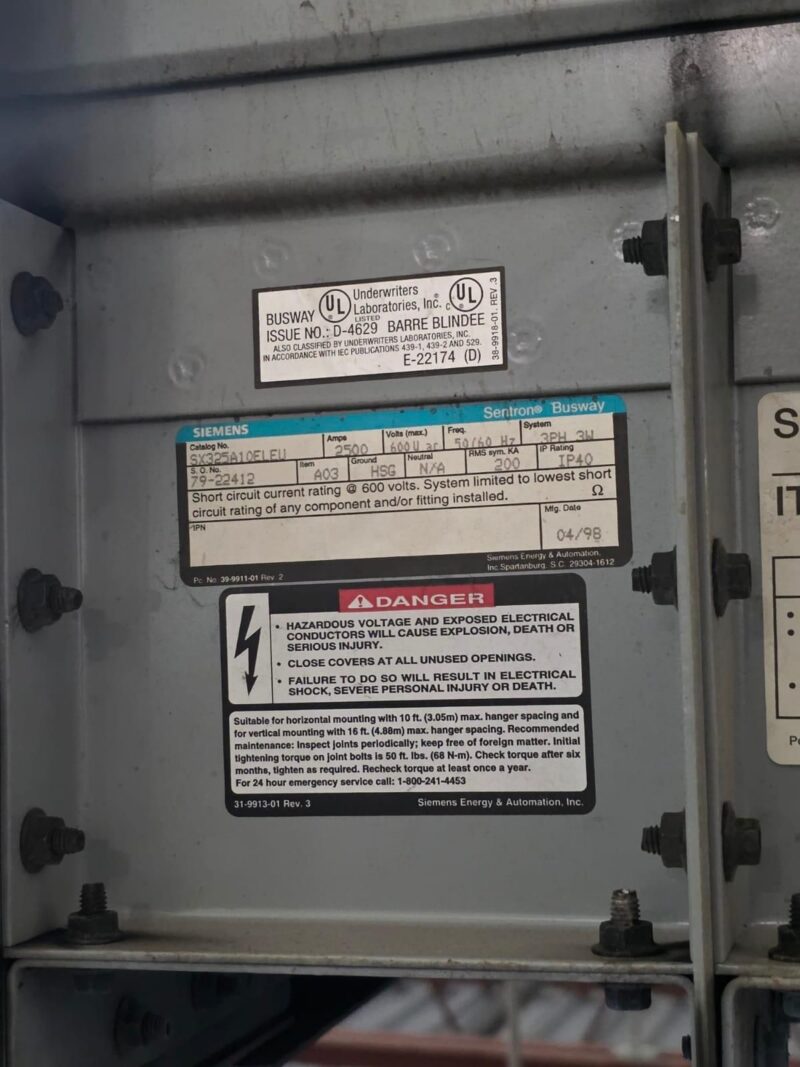 BUSWAY UL LISTED Underwriters Laboratories, Inc.® c UL
ISSUE NO.: D-4629 BARRE BLINDEE
ALSO CLASSIFIED BY UNDERWRITERS LABORATORIES, INC.
IN ACCORDANCE WITH IEC PUBLICATIONS 439-1, 439-2 AND 529.
E-22174 (D)
38-9918-01. REV .3
SIEMENS Sentron® Busway
Catalog No. Amps Volts (max.) Freq. System
SX325A10ELEU 2500 600V ac 50/60 Hz 3PH 3W
S. O. No. Item Ground Neutral RMS sym. KA IP Rating
79-22412 A03 HSG N/A 200 IP40
Short circuit current rating @ 600 volts. System limited to lowest short
circuit rating of any component and/or fitting installed. Ω
IPN Mfg. Date
04/98
Pc. No. 39-9911-01 Rev. 2
Siemens Energy & Automation,
Inc. Spartanburg, S.C. 29304-1612
DANGER
• HAZARDOUS VOLTAGE AND EXPOSED ELECTRICAL
CONDUCTORS WILL CAUSE EXPLOSION, DEATH OR
SERIOUS INJURY.
• CLOSE COVERS AT ALL UNUSED OPENINGS.
• FAILURE TO DO SO WILL RESULT IN ELECTRICAL
SHOCK, SEVERE PERSONAL INJURY OR DEATH.
Suitable for horizontal mounting with 10 ft. (3.05m) max. hanger spacing and
for vertical mounting with 16 ft. (4.88m) max. hanger spacing. Recommended
maintenance: Inspect joints periodically; keep free of foreign matter. Initial
tightening torque on joint bolts is 50 ft. lbs. (68 N-m). Check torque after six
months, tighten as required. Recheck torque at least once a year.
For 24 hour emergency service call: 1-800-241-4453
31-9913-01 Rev. 3 Siemens Energy & Automation, Inc.
S
IT